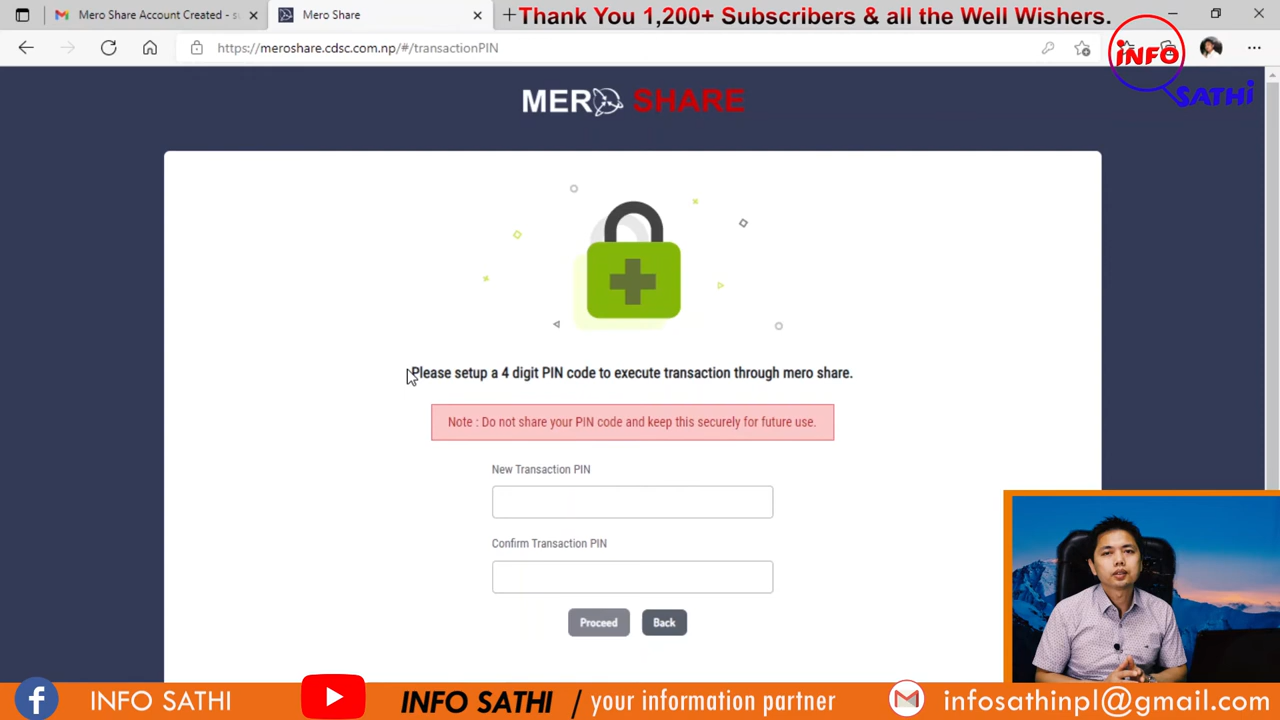 Mero Share Account Created - s
Mero Share
Thank You 1,200+ Subscribers & all the Well Wishers.
https://meroshare.cdsc.com.np/#/transactionPIN
INFO
SATHI
MERO SHARE
Please setup a 4 digit PIN code to execute transaction through mero share.
Note : Do not share your PIN code and keep this securely for future use.
New Transaction PIN
Confirm Transaction PIN
Proceed Back
INFO SATHI
INFO SATHI / your information partner
infosathinpl@gmail.com